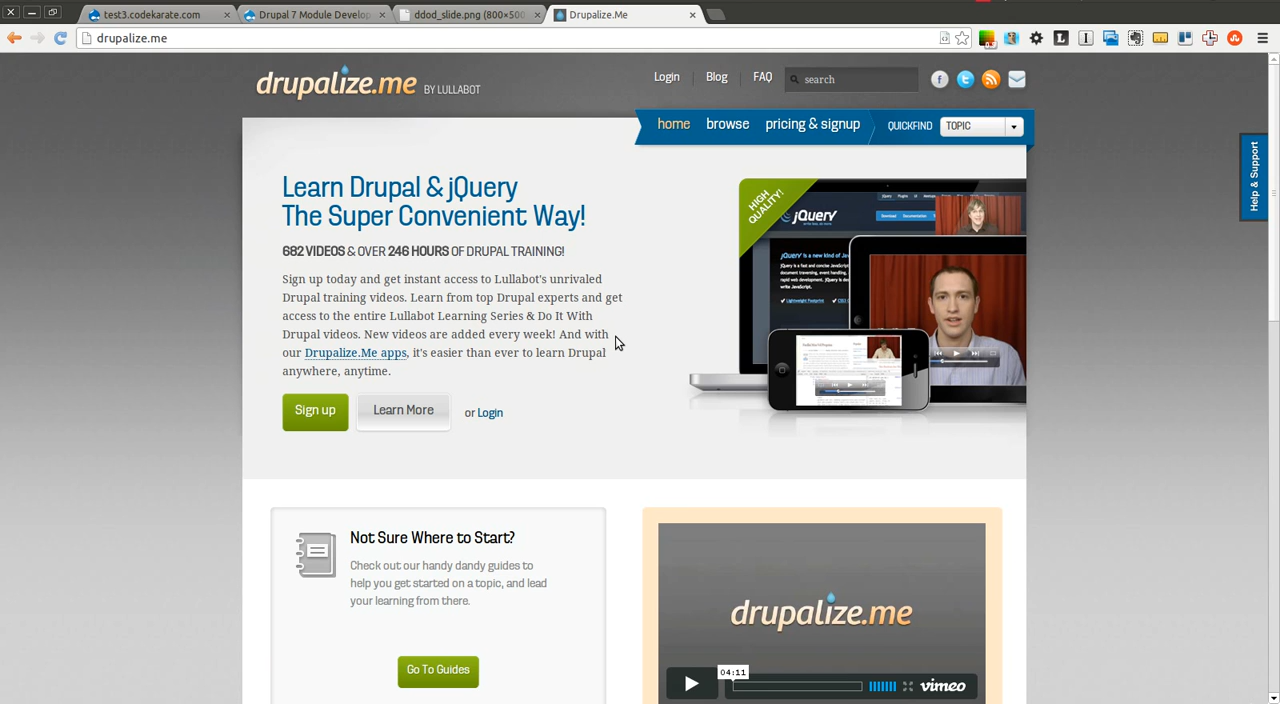 test3.codekarate.com
Drupal 7 Module Develop
ddod_slide.png (800×500
Drupalize.Me
drupalize.me
drupalize.me BY LULLABOT
Login
Blog
FAQ
search
home
browse
pricing & signup
QUICKFIND
TOPIC
Help & Support
Learn Drupal & jQuery
The Super Convenient Way!
682 VIDEOS & OVER 246 HOURS OF DRUPAL TRAINING!
Sign up today and get instant access to Lullabot's unrivaled
Drupal training videos. Learn from top Drupal experts and get
access to the entire Lullabot Learning Series & Do It With
Drupal videos. New videos are added every week! And with
our Drupalize.Me apps, it's easier than ever to learn Drupal
anywhere, anytime.
Sign up
Learn More
or Login
HIGH
QUALITY!
jQuery
Not Sure Where to Start?
Check out our handy dandy guides to
help you get started on a topic, and lead
your learning from there.
Go To Guides
drupalize.me
04:11
vimeo